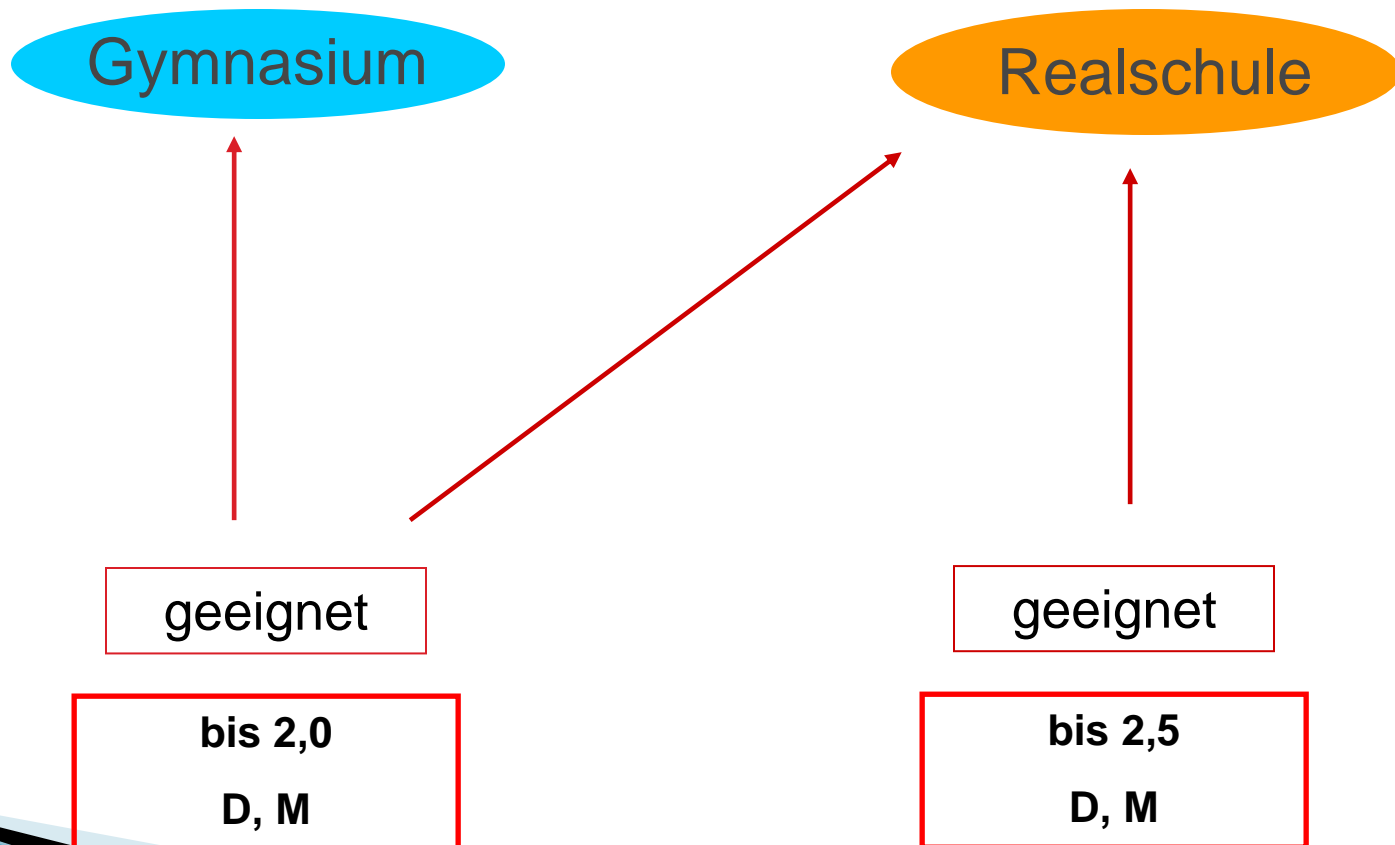 Gymnasium
Realschule
geeignet
geeignet
bis 2,0
D, M
bis 2,5
D, M